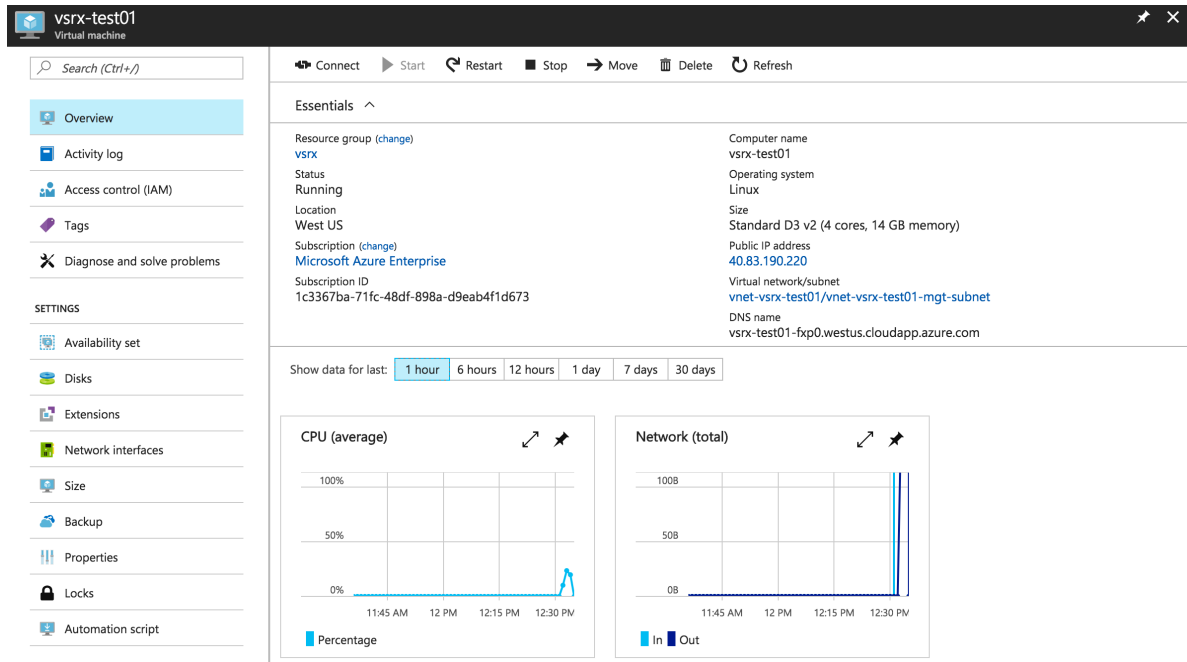 vsrx-test01
Virtual machine
Search (Ctrl+/)
Overview
Activity log
Access control (IAM)
Tags
Diagnose and solve problems
SETTINGS
Availability set
Disks
Extensions
Network interfaces
Size
Backup
Properties
Locks
Automation script
Connect Start Restart Stop Move Delete Refresh
Essentials
Resource group (change)
vsrx
Status
Running
Location
West US
Subscription (change)
Microsoft Azure Enterprise
Subscription ID
1c3367ba-71fc-48df-898a-d9eab4f1d673
Computer name
vsrx-test01
Operating system
Linux
Size
Standard D3 v2 (4 cores, 14 GB memory)
Public IP address
40.83.190.220
Virtual network/subnet
vnet-vsrx-test01/vnet-vsrx-test01-mgt-subnet
DNS name
vsrx-test01-fxp0.westus.cloudapp.azure.com
Show data for last: 1 hour 6 hours 12 hours 1 day 7 days 30 days
CPU (average)
100%
50%
0%
11:45 AM 12 PM 12:15 PM 12:30 PM
Percentage
Network (total)
100B
50B
0B
11:45 AM 12 PM 12:15 PM 12:30 PM
In Out